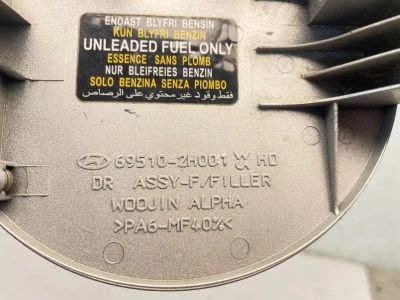 ENDAST BLYFRI BENSIN
KUN BLYFRI BENZIN
UNLEADED FUEL ONLY
ESSENCE SANS PLOMB
NUR BLEIFREIES BENZIN
SOLO BENZINA SENZA PIOMBO
فقط وقود غير محتوي على الرصاص
69510-2H001 HD
DR ASSY-F/FILLER
WOOJIN ALPHA
>PA6-MF40%<